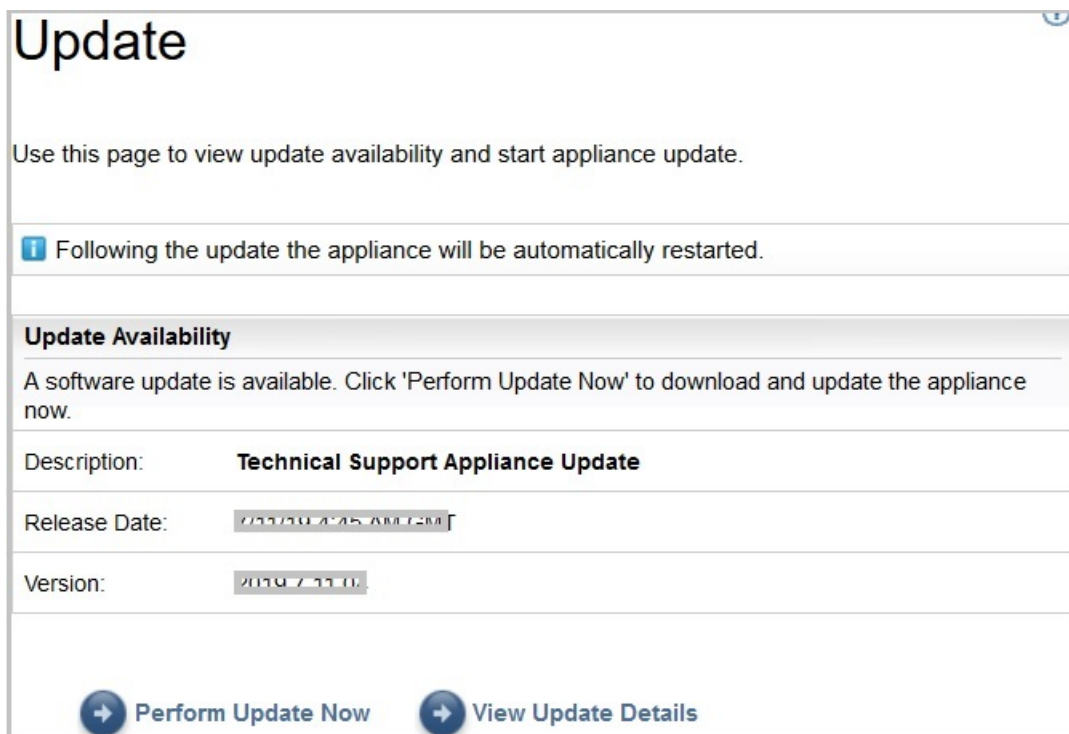 Update
Use this page to view update availability and start appliance update.
Following the update the appliance will be automatically restarted.
Update Availability
A software update is available. Click 'Perform Update Now' to download and update the appliance
now.
Description: Technical Support Appliance Update
Release Date:
Version:
Perform Update Now View Update Details